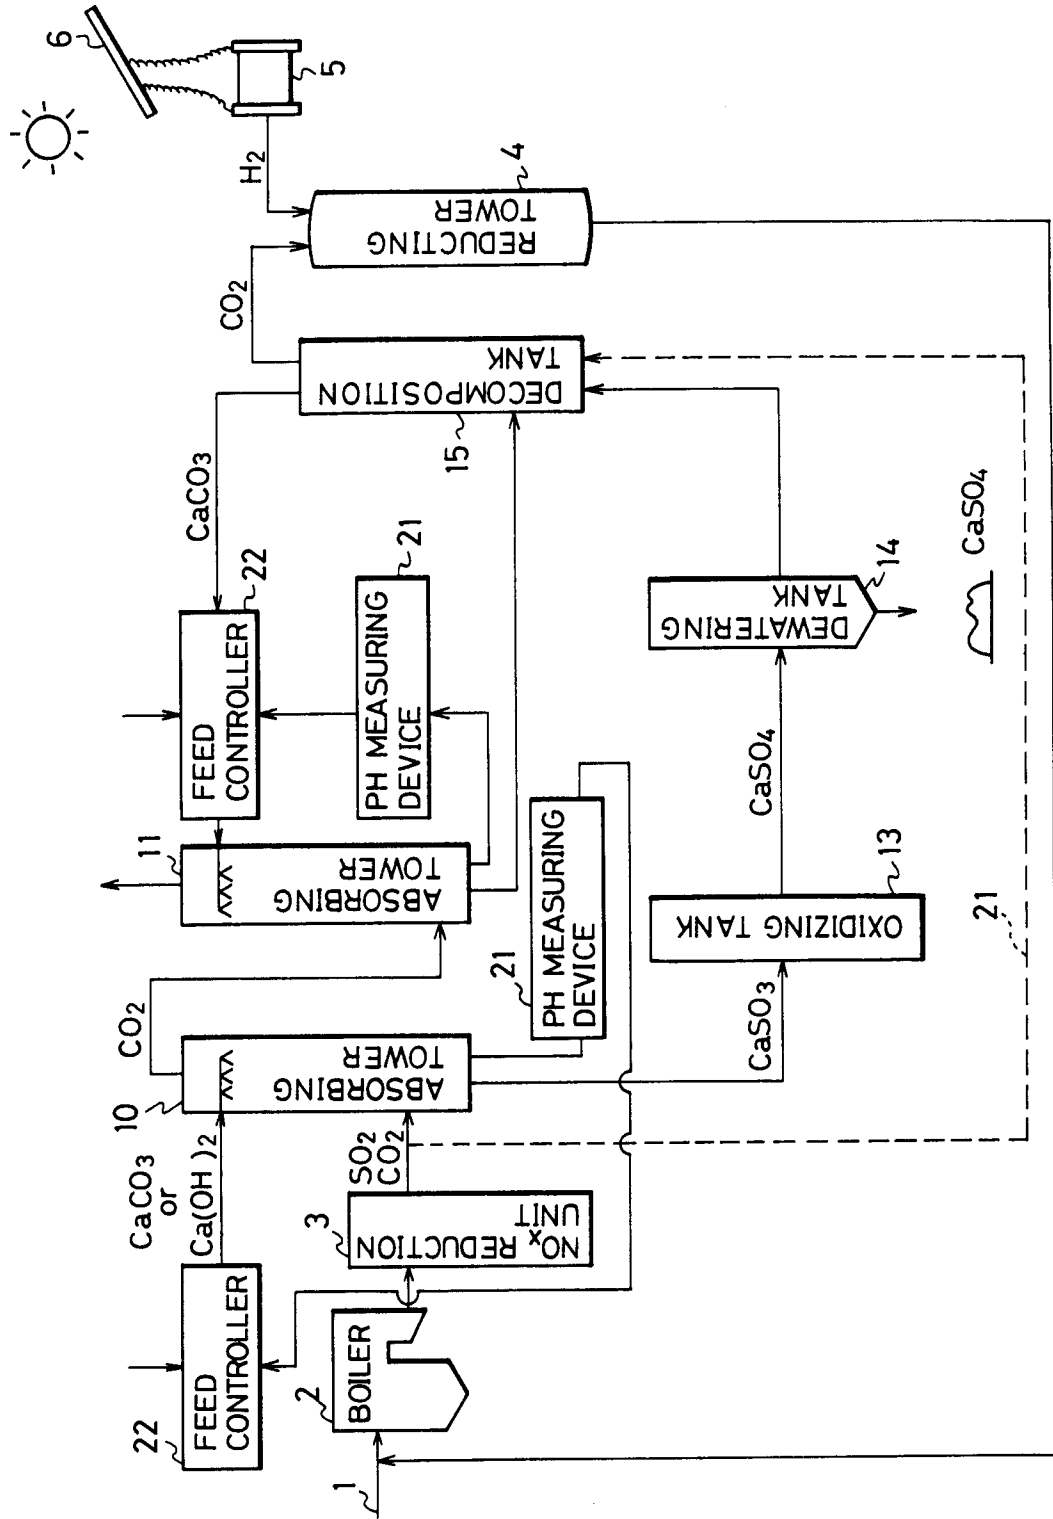 6
5
H2
4
REDUCTING
TOWER
CO2
DECOMPOSITION
TANK
15
CaCO3
22
FEED
CONTROLLER
21
PH MEASURING
DEVICE
DEWATERING
TANK
14
CaSO4
11
ABSORBING
TOWER
CaSO4
21
PH MEASURING
DEVICE
13
OXIDIZING TANK
21
CO2
10
ABSORBING
TOWER
CaSO3
CaCO3
or
Ca(OH)2
SO2
CO2
3
NOx REDUCTION
UNIT
22
FEED
CONTROLLER
2
BOILER
1